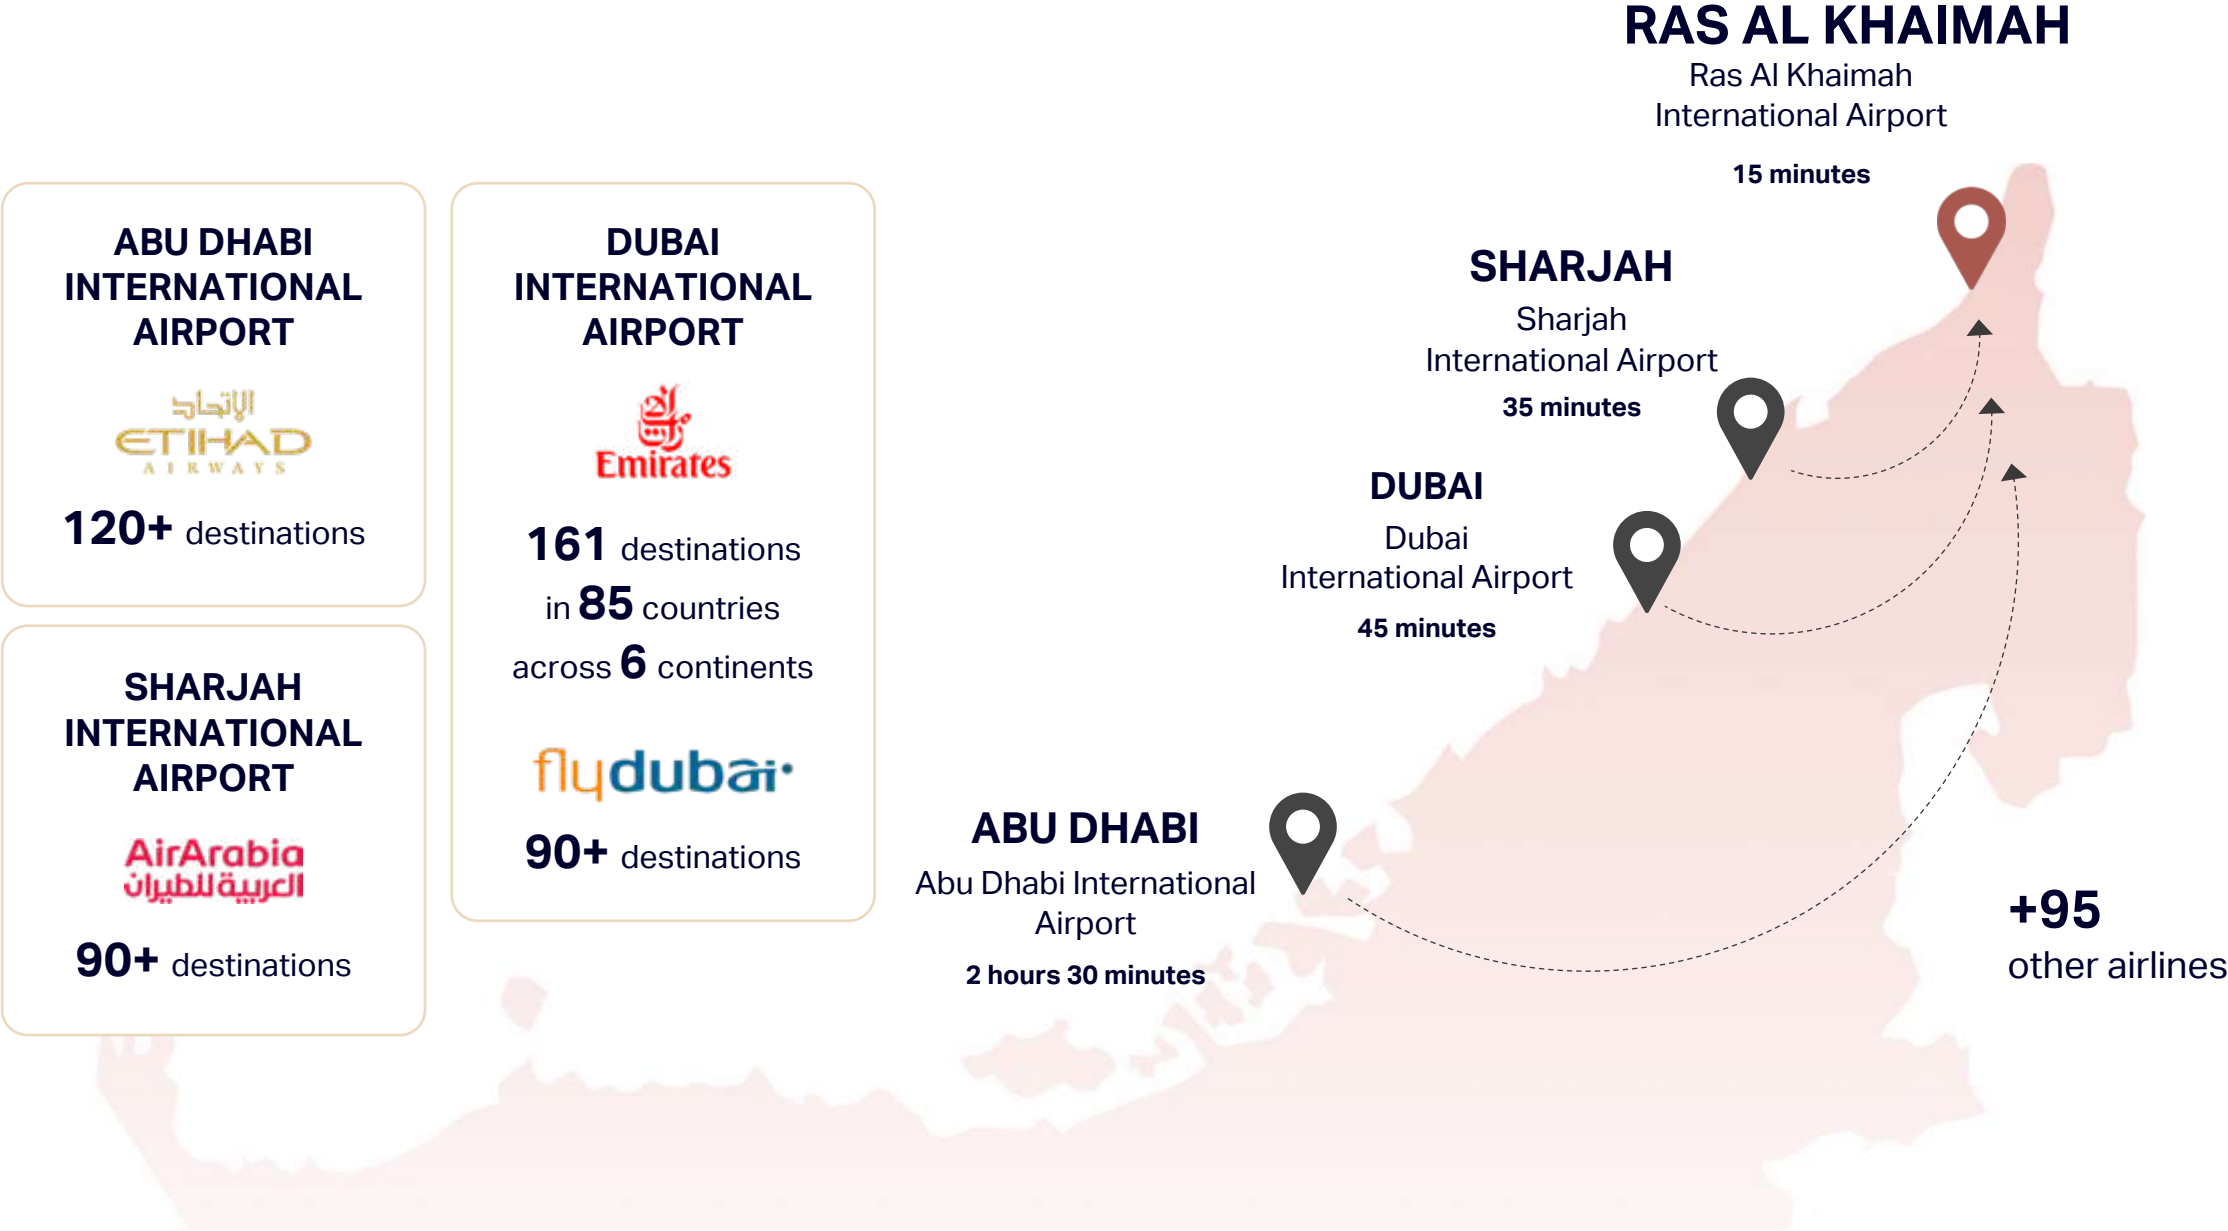 RAS AL KHAIMAH
Ras Al Khaimah
International Airport
15 minutes
ABU DHABI
INTERNATIONAL
AIRPORT
الإتحاد
ETIHAD
AIRWAYS
120+ destinations
DUBAI
INTERNATIONAL
AIRPORT
Emirates
161 destinations
in 85 countries
across 6 continents
flydubai
90+ destinations
SHARJAH
INTERNATIONAL
AIRPORT
AirArabia
العربية للطيران
90+ destinations
SHARJAH
Sharjah
International Airport
35 minutes
DUBAI
Dubai
International Airport
45 minutes
ABU DHABI
Abu Dhabi International
Airport
2 hours 30 minutes
+95
other airlines